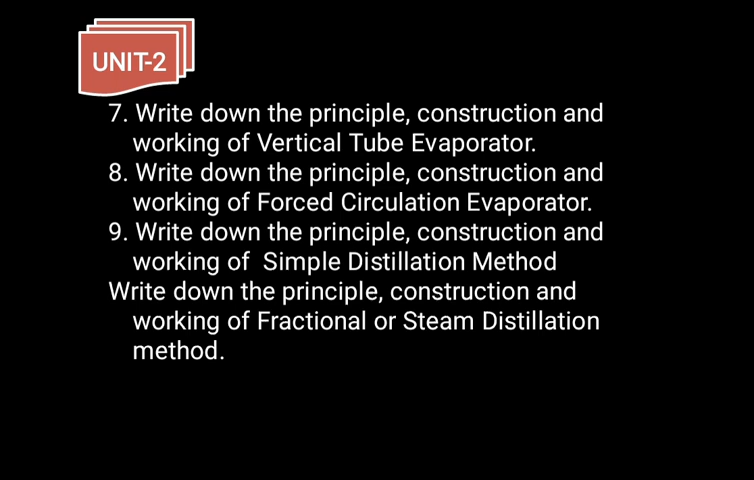 UNIT-2
7. Write down the principle, construction and
working of Vertical Tube Evaporator.
8. Write down the principle, construction and
working of Forced Circulation Evaporator.
9. Write down the principle, construction and
working of Simple Distillation Method
Write down the principle, construction and
working of Fractional or Steam Distillation
method.